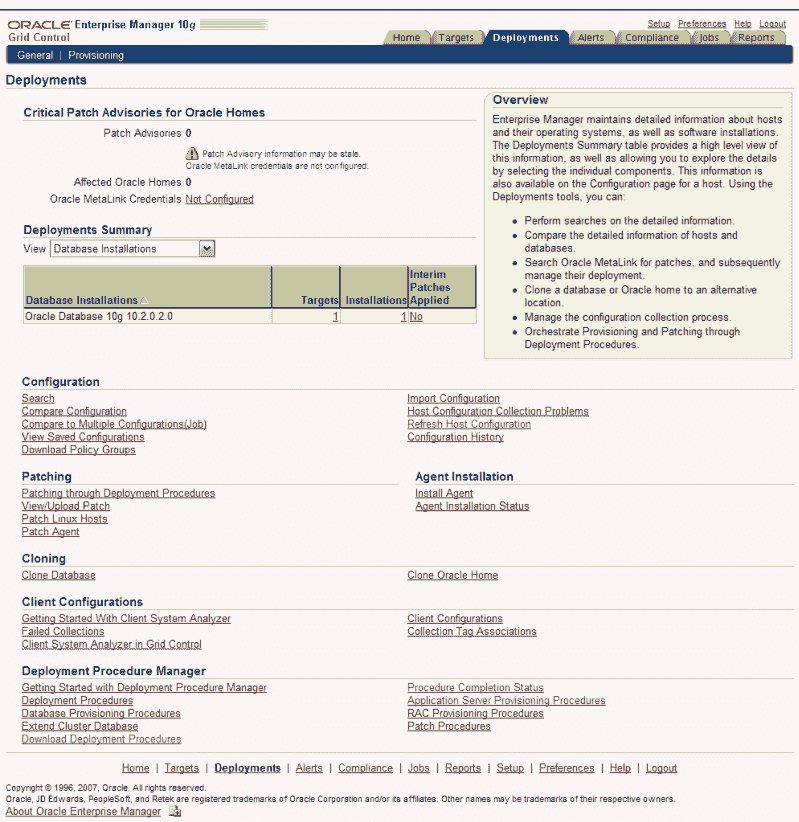 ORACLE Enterprise Manager 10g
Grid Control
Setup Preferences Help Logout
Home Targets Deployments Alerts Compliance Jobs Reports
General | Provisioning
Deployments
Critical Patch Advisories for Oracle Homes
Patch Advisories 0
Patch Advisory information may be stale.
Oracle MetaLink credentials are not configured.
Affected Oracle Homes 0
Oracle MetaLink Credentials Not Configured
Overview
Enterprise Manager maintains detailed information about hosts
and their operating systems, as well as software installations.
The Deployments Summary table provides a high level view of
this information, as well as allowing you to explore the details
by selecting the individual components. This information is
also available on the Configuration page for a host. Using the
Deployments tools, you can:
• Perform searches on the detailed information.
• Compare the detailed information of hosts and
databases.
• Search Oracle MetaLink for patches, and subsequently
manage their deployment.
• Clone a database or Oracle home to an alternative
location.
• Manage the configuration collection process.
• Orchestrate Provisioning and Patching through
Deployment Procedures.
Deployments Summary
View Database Installations
Database Installations Targets Installations Interim Patches Applied
Oracle Database 10g 10.2.0.2.0 1 1 No
Configuration
Search
Compare Configuration
Compare to Multiple Configurations(Job)
View Saved Configurations
Download Policy Groups
Import Configuration
Host Configuration Collection Problems
Refresh Host Configuration
Configuration History
Patching
Patching through Deployment Procedures
View/Upload Patch
Patch Linux Hosts
Patch Agent
Agent Installation
Install Agent
Agent Installation Status
Cloning
Clone Database
Clone Oracle Home
Client Configurations
Getting Started With Client System Analyzer
Failed Collections
Client System Analyzer in Grid Control
Client Configurations
Collection Tag Associations
Deployment Procedure Manager
Getting Started with Deployment Procedure Manager
Deployment Procedures
Database Provisioning Procedures
Extend Cluster Database
Download Deployment Procedures
Procedure Completion Status
Application Server Provisioning Procedures
RAC Provisioning Procedures
Patch Procedures
Home | Targets | Deployments | Alerts | Compliance | Jobs | Reports | Setup | Preferences | Help | Logout
Copyright © 1996, 2007, Oracle. All rights reserved.
Oracle, JD Edwards, PeopleSoft, and Retek are registered trademarks of Oracle Corporation and/or its affiliates. Other names may be trademarks of their respective owners.
About Oracle Enterprise Manager